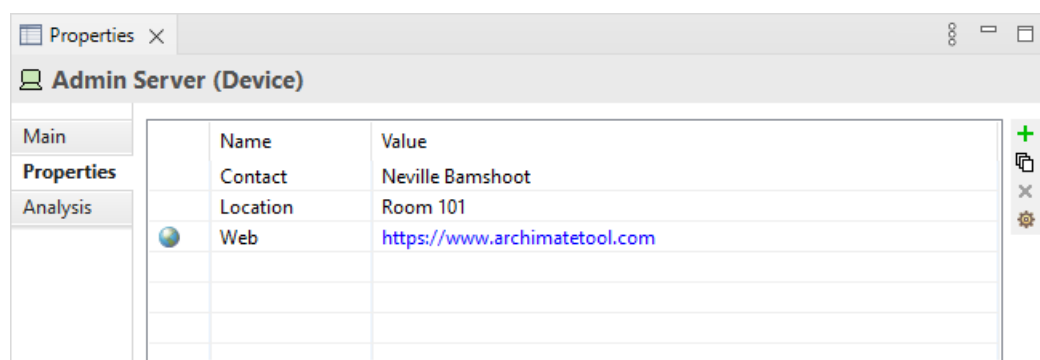 Properties
Admin Server (Device)
Main
Properties
Analysis
Name Value
Contact Neville Bamshoot
Location Room 101
Web https://www.archimatetool.com